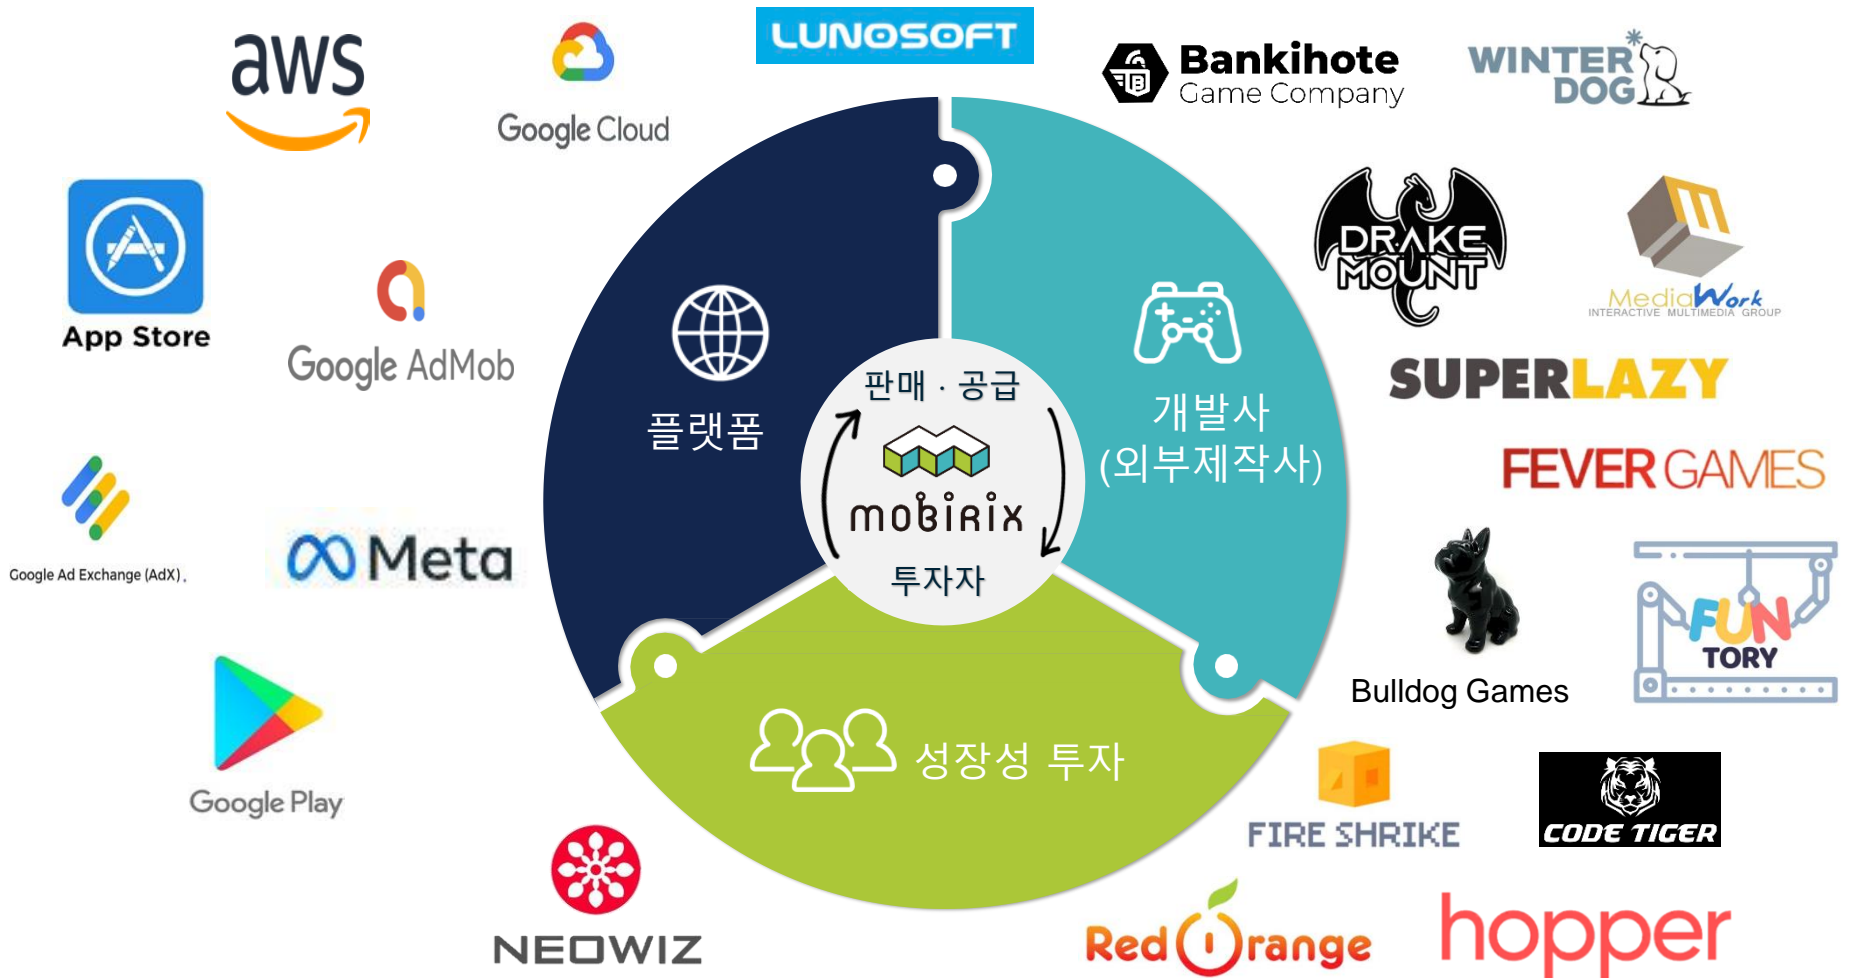 LUNOSOFT
aws
Google Cloud
Bankihote
Game Company
WINTER
DOG
App Store
Google AdMob
DRAKE
MOUNT
MediaWork
INTERACTIVE MULTIMEDIA GROUP
플랫폼
판매 · 공급
mobirix
투자자
개발사
(외부제작사)
SUPERLAZY
FEVER GAMES
Google Ad Exchange (AdX).
Meta
Bulldog Games
FUN
TORY
Google Play
성장성 투자
FIRE SHRIKE
CODE TIGER
NEOWIZ
Red Orange
hopper